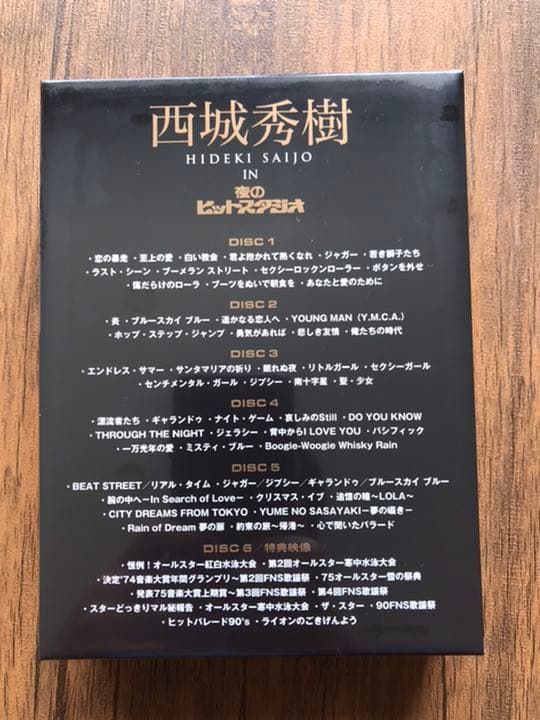 西城秀樹
HIDEKI SAIJO
IN
夜の
ヒットスタジオ
DISC 1
・恋の暴走 ・至上の愛 ・白い教会 ・君よ抱かれて熱くなれ ・ジャガー ・若き獅子たち
・ラスト・シーン ・ブーメラン ストリート ・セクシーロックンローラー ・ボタンを外せ
・傷だらけのローラ ・ブーツをぬいで朝食を ・あなたと愛のために
DISC 2
・炎 ・ブルースカイ ブルー ・遥かなる恋人へ ・YOUNG MAN (Y.M.C.A.)
・ホップ・ステップ・ジャンプ ・勇気があれば ・悲しき友情 ・俺たちの時代
DISC 3
・エンドレス・サマー ・サンタマリアの祈り ・眠れぬ夜 ・リトルガール ・セクシーガール
・センチメンタル・ガール ・ジプシー ・南十字星 ・聖・少女
DISC 4
・漂流者たち ・ギャランドゥ ・ナイト・ゲーム ・哀しみのStill ・DO YOU KNOW
・THROUGH THE NIGHT ・ジェラシー ・背中からI LOVE YOU ・パシフィック
・一万光年の愛 ・ミスティ・ブルー ・Boogie-Woogie Whisky Rain
DISC 5
・BEAT STREET/リアル・タイム ・ジャガー/ジプシー/ギャランドゥ/ブルースカイ ブルー
・腕の中へ－In Search of Love－ ・クリスマス・イブ ・追憶の瞳～LOLA～
・CITY DREAMS FROM TOKYO ・YUME NO SASAYAKI－夢の囁き－
・Rain of Dream 夢の罪 ・約束の旅～帰港～ ・心で聞いたバラード
DISC 6/特典映像
・恒例！オールスター紅白水泳大会 ・第2回オールスター寒中水泳大会
・決定'74音楽大賞年間グランプリ～第2回FNS歌謡祭 ・75オールスター雪の祭典
・発表75音楽大賞上期賞～第3回FNS歌謡祭 ・第4回FNS歌謡祭
・スターどっきりマル秘報告 ・オールスター寒中水泳大会 ・ザ・スター ・90FNS歌謡祭
・ヒットパレード90's ・ライオンのごきげんよう